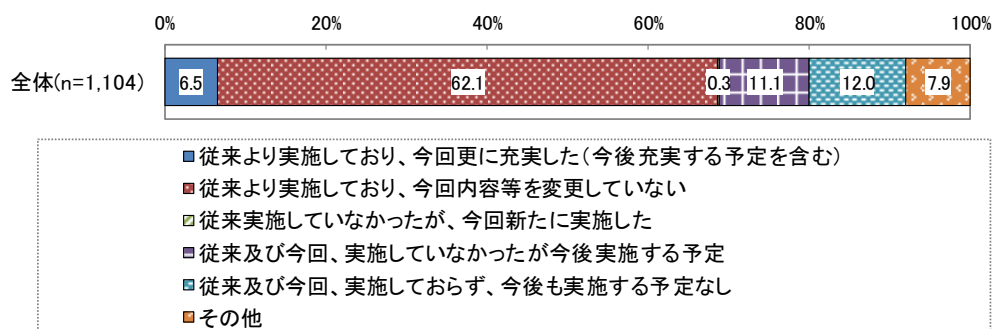 0% 20% 40% 60% 80% 100%
全体(n=1,104) 6.5 62.1 0.3 11.1 12.0 7.9
従来より実施しており、今回更に充実した(今後充実する予定を含む)
従来より実施しており、今回内容等を変更していない
従来実施していなかったが、今回新たに実施した
従来及び今回、実施していなかったが今後実施する予定
従来及び今回、実施しておらず、今後も実施する予定なし
その他